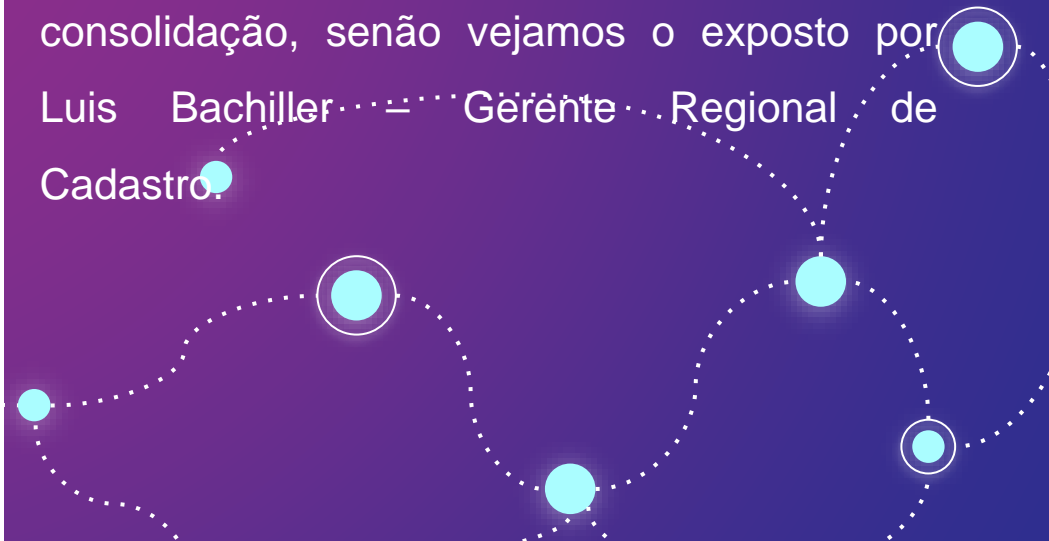 consolidação, senão vejamos o exposto por
Luis Bachiller – Gerente Regional de
Cadastro.